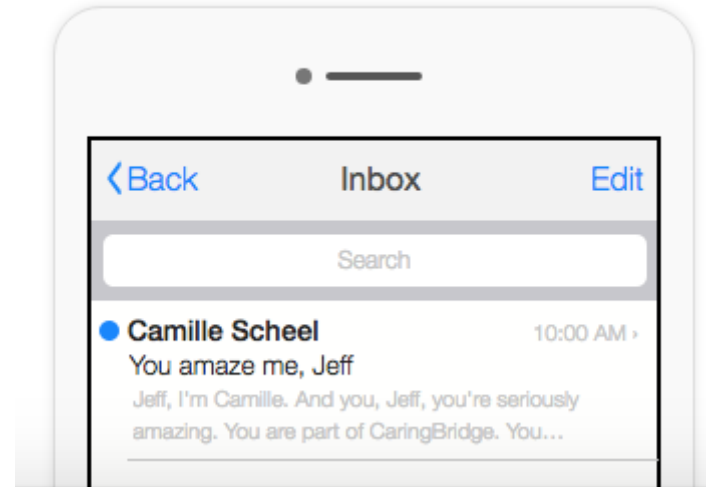 Back Inbox Edit
Search
Camille Scheel 10:00 AM ›
You amaze me, Jeff
Jeff, I'm Camille. And you, Jeff, you're seriously
amazing. You are part of CaringBridge. You…